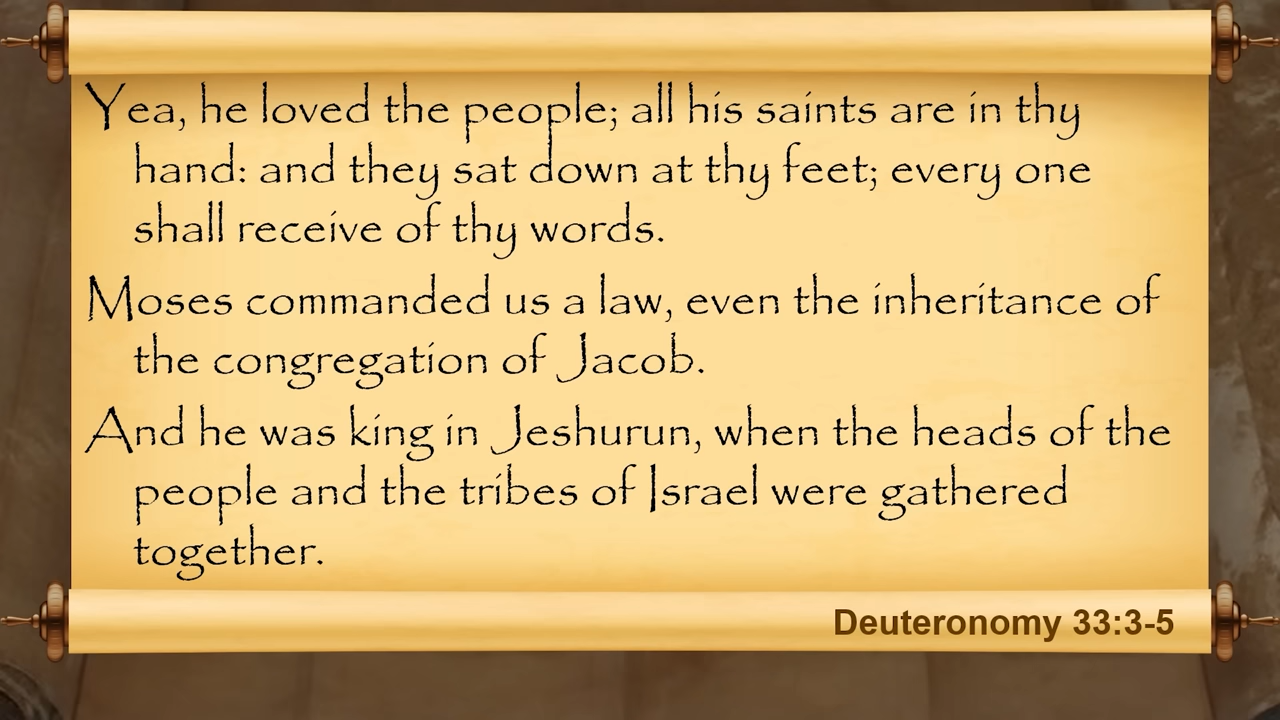 Yea, he loved the people; all his saints are in thy
hand: and they sat down at thy feet; every one
shall receive of thy words.
Moses commanded us a law, even the inheritance of
the congregation of Jacob.
And he was king in Jeshurun, when the heads of the
people and the tribes of Israel were gathered
together.
Deuteronomy 33:3-5